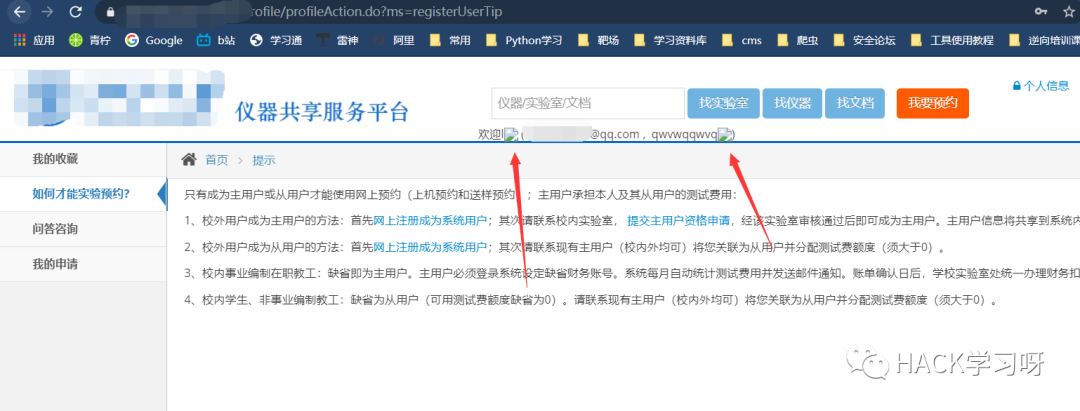 rofile/profileAction.do?ms=registerUserTip
应用 青柠 Google b站 学习通 雷神 阿里 常用 Python学习 靶场 学习资料库 cms 爬虫 安全论坛 工具使用教程 逆向培训课
个人信息
仪器共享服务平台
仪器/实验室/文档 找实验室 找仪器 找文档 我要预约
@qq.com ，qwvwqqwvq )
我的收藏
首页 > 提示
如何才能实验预约？
问答咨询
我的申请
只有成为主用户或从用户才能使用网上预约（上机预约和送样预约）；主用户承担本人及其从用户的测试费用：
1、校外用户成为主用户的方法：首先网上注册成为系统用户；其次请联系校内实验室， 提交主用户资格申请，经该实验室审核通过后即可成为主用户。主用户信息将共享到系统内
2、校外用户成为从用户的方法：首先网上注册成为系统用户；其次请联系现有主用户（校内外均可）将您关联为从用户并分配测试费额度（须大于0）。
3、校内事业编制在职教工：缺省即为主用户。主用户必须登录系统设定缺省财务账号。系统每月自动统计测试费用并发送邮件通知。账单确认日后，学校实验室处统一办理财务扣
4、校内学生、非事业编制教工：缺省为从用户（可用测试费额度缺省为0）。请联系现有主用户（校内外均可）将您关联为从用户并分配测试费额度（须大于0）。
HACK学习呀